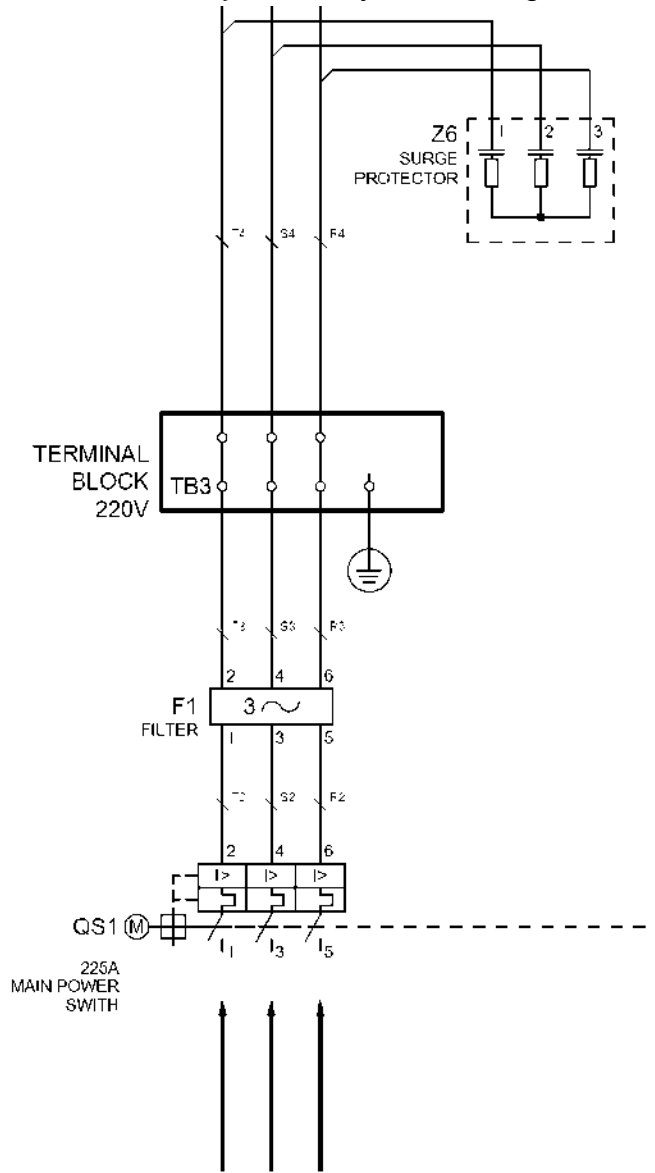 Z6
1 2 3
SURGE
PROTECTOR
S4 R4
TERMINAL
BLOCK
220V
TB3
S3 R3
2 4 6
F1
3
FILTER
1 3 5
S2 R2
2 4 6
I> I> I>
QS1 M
1 3 5
225A
MAIN POWER
SWITH